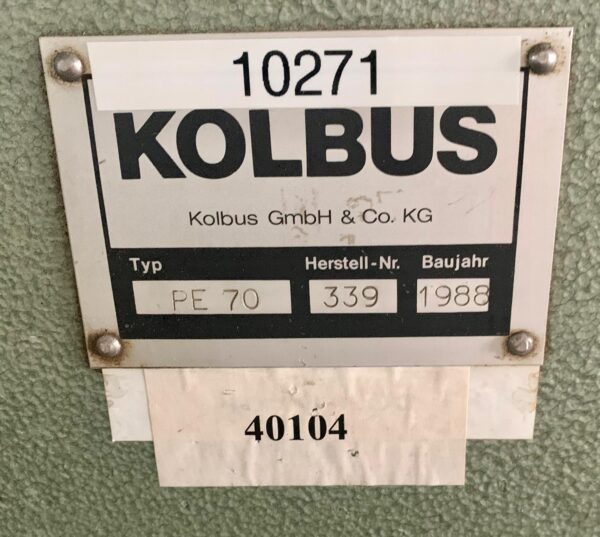 10271
KOLBUS
Kolbus GmbH & Co. KG
Typ Herstell-Nr. Baujahr
PE 70 339 1988
40104